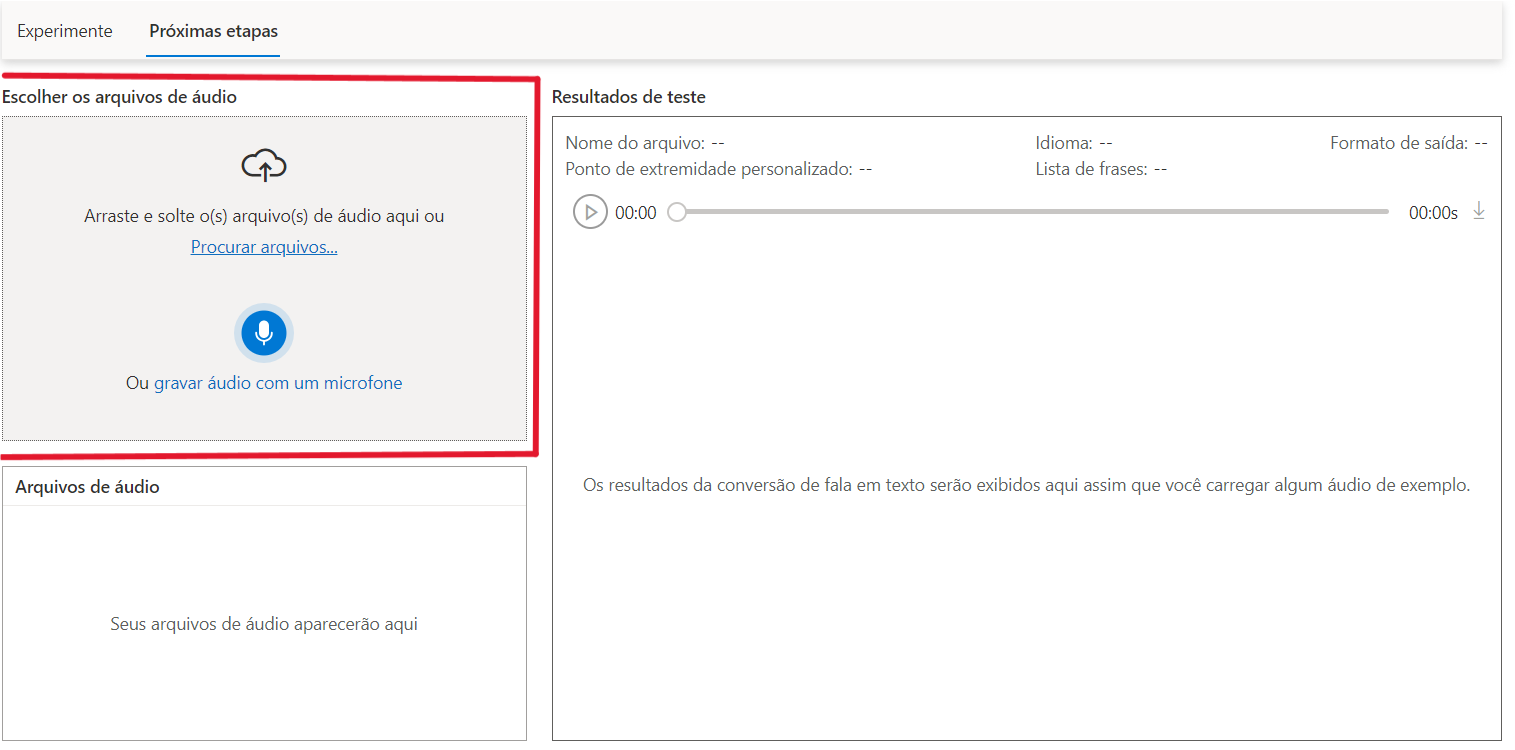 Experimente
Próximas etapas
Escolher os arquivos de áudio
Arraste e solte o(s) arquivo(s) de áudio aqui ou
Procurar arquivos...
Ou gravar áudio com um microfone
Arquivos de áudio
Seus arquivos de áudio aparecerão aqui
Resultados de teste
Nome do arquivo: --
Idioma: --
Formato de saída: --
Ponto de extremidade personalizado: --
Lista de frases: --
00:00
00:00s
Os resultados da conversão de fala em texto serão exibidos aqui assim que você carregar algum áudio de exemplo.